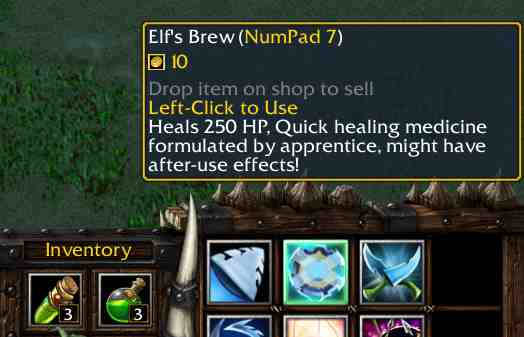 Elf's Brew (NumPad 7)
10
Drop item on shop to sell
Left-Click to Use
Heals 250 HP, Quick healing medicine
formulated by apprentice, might have
after-use effects!
Inventory
3 3